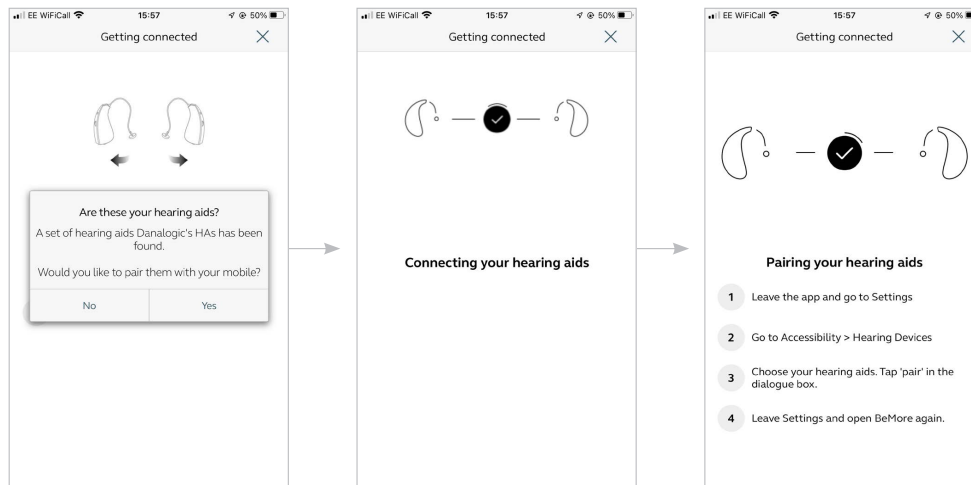 EE WiFiCall 15:57 50%
Getting connected
Are these your hearing aids?
A set of hearing aids Danalogic's HAs has been
found.
Would you like to pair them with your mobile?
No Yes
EE WiFiCall 15:57 50%
Getting connected
Connecting your hearing aids
EE WiFiCall 15:57 50%
Getting connected
Pairing your hearing aids
1 Leave the app and go to Settings
2 Go to Accessibility > Hearing Devices
3 Choose your hearing aids. Tap 'pair' in the
dialogue box.
4 Leave Settings and open BeMore again.